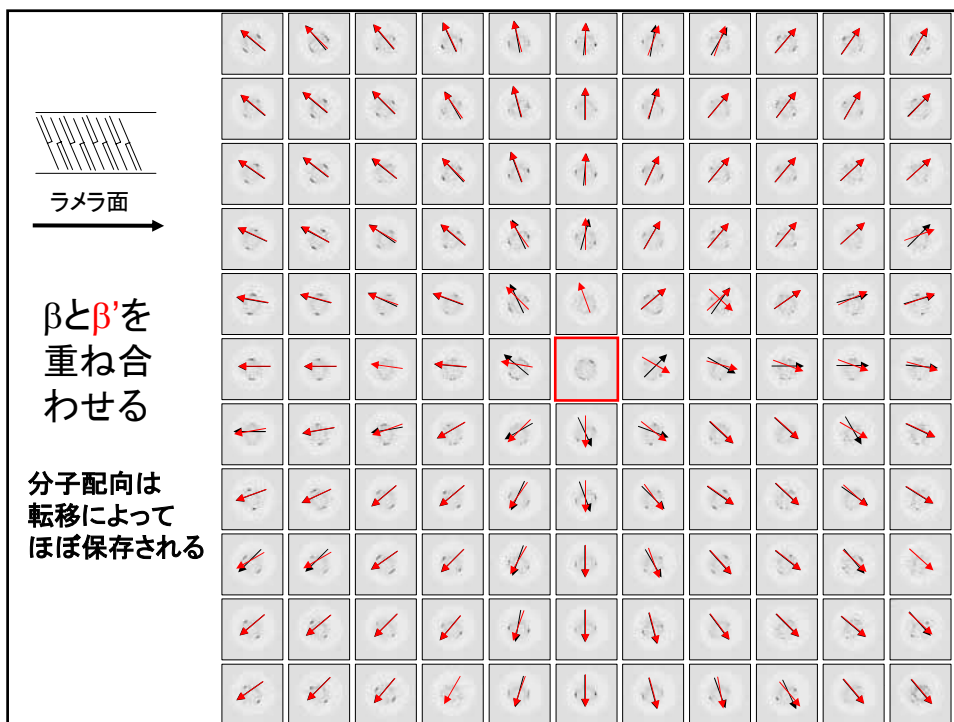 ラメラ面
βとβ’を
重ね合
わせる
分子配向は
転移によって
ほぼ保存される